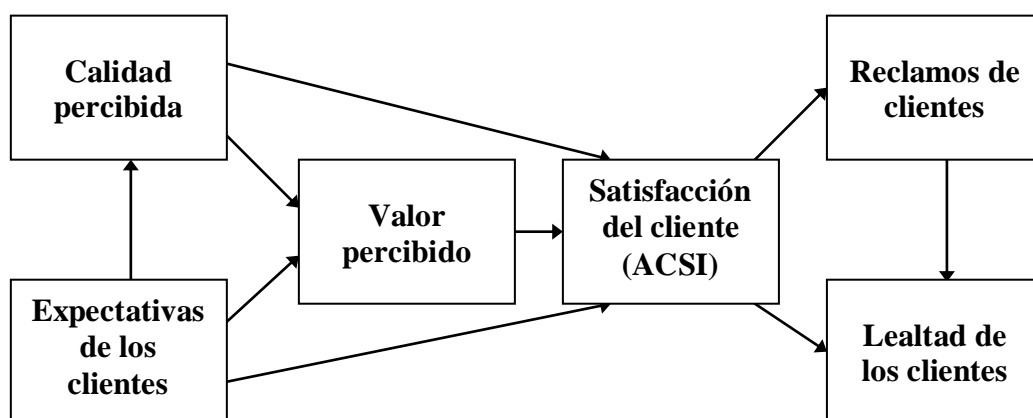 Calidad
percibida
Expectativas
de los
clientes
Valor
percibido
Satisfacción
del cliente
(ACSI)
Reclamos de
clientes
Lealtad de
los clientes